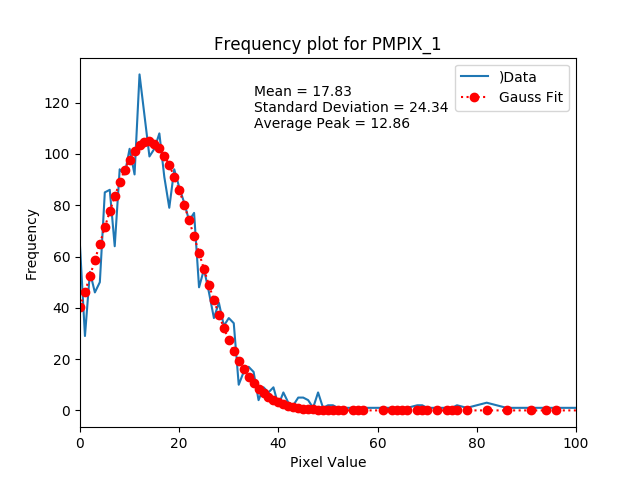 Frequency plot for PMPIX_1
)Data
Gauss Fit
Mean = 17.83
Standard Deviation = 24.34
Average Peak = 12.86
Frequency
120
100
80
60
40
20
0
0 20 40 60 80 100
Pixel Value